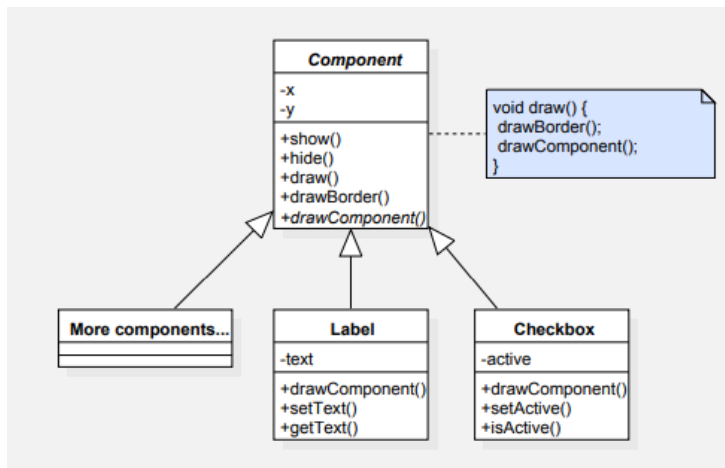 Component
-x
-y
+show()
+hide()
+draw()
+drawBorder()
+drawComponent()
void draw() {
drawBorder();
drawComponent();
}
More components...
Label
-text
+drawComponent()
+setText()
+getText()
Checkbox
-active
+drawComponent()
+setActive()
+isActive()